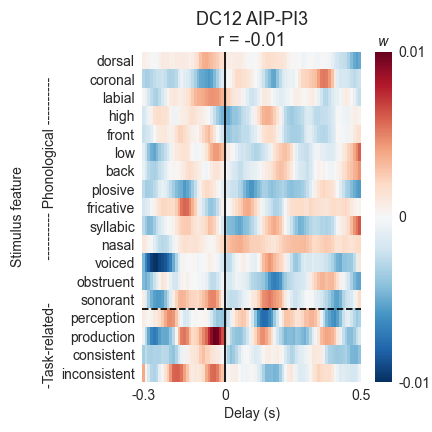 DC12 AIP-PI3
r = -0.01
w
dorsal
coronal
labial
high
front
low
back
plosive
fricative
syllabic
nasal
voiced
obstruent
sonorant
perception
production
consistent
inconsistent
Stimulus feature
---------- Phonological ----------
-Task-related-
0.01
0
-0.01
-0.3
0
0.5
Delay (s)